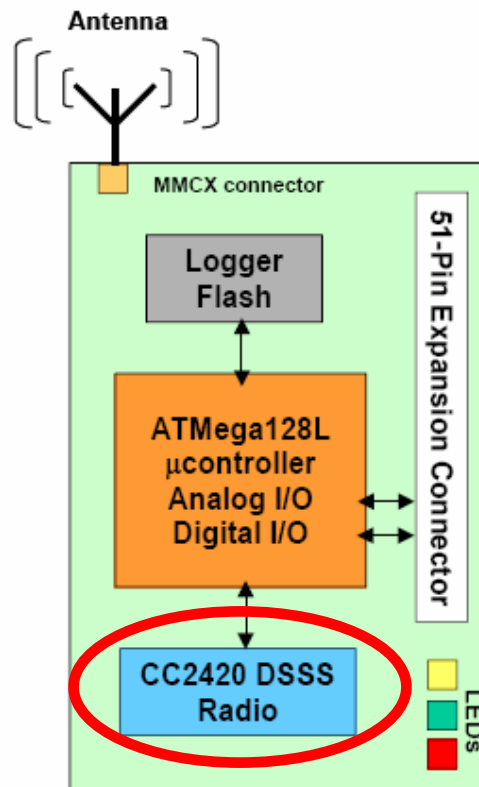 Antenna
MMCX connector
Logger
Flash
51-Pin Expansion Connector
ATMega128L
μcontroller
Analog I/O
Digital I/O
CC2420 DSSS
Radio
LEDs